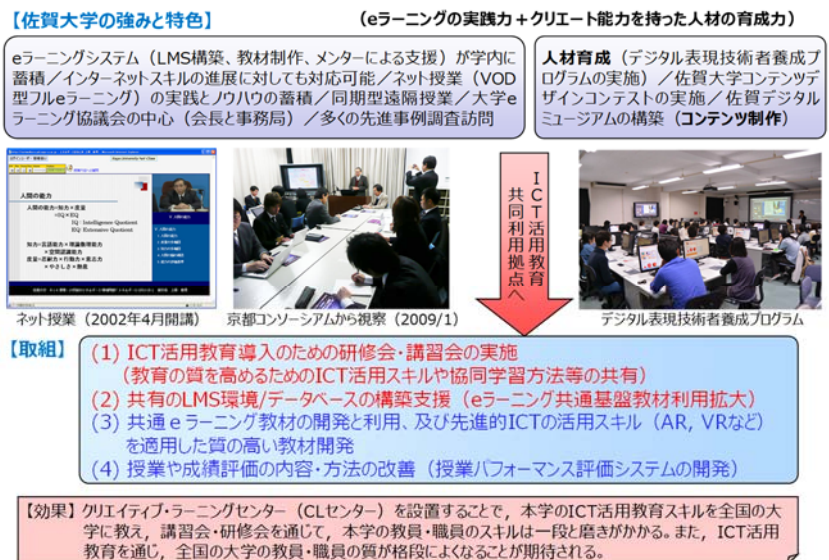 【佐賀大学の強みと特色】
(eラーニングの実践力+クリエート能力を持った人材の育成力)
eラーニングシステム(LMS構築、教材制作、メンターによる支援)が学内に
蓄積/インターネットスキルの進展に対しても対応可能/ネット授業(VOD
型フルeラーニング)の実践とノウハウの蓄積/同期型遠隔授業/大学e
ラーニング協議会の中心(会長と事務局)/多くの先進事例調査訪問
人材育成(デジタル表現技術者養成プ
ログラムの実施)/佐賀大学コンテンツデ
ザインコンテストの実施/佐賀デジタル
ミュージアムの構築(コンテンツ制作)
人間の能力
人間の能力=知力×度量
=IQ×EQ
IQ: Intelligence Quotient
EQ: Extensive Quotient
ICT活用教育
共同利用拠点へ
ネット授業(2002年4月開講)
京都コンソーシアムから視察(2009/1)
デジタル表現技術者養成プログラム
【取組】
(1) ICT活用教育導入のための研修会・講習会の実施
(教育の質を高めるためのICT活用スキルや協同学習方法等の共有)
(2) 共有のLMS環境/データベースの構築支援(eラーニング共通基盤教材利用拡大)
(3) 共通eラーニング教材の開発と利用、及び先進的ICTの活用スキル(AR, VRなど)
を適用した質の高い教材開発
(4) 授業や成績評価の内容・方法の改善(授業パフォーマンス評価システムの開発)
【効果】クリエイティブ・ラーニングセンター(CLセンター)を設置することで,本学のICT活用教育スキルを全国の大
学に教え,講習会・研修会を通じて,本学の教員・職員のスキルは一段と磨きがかかる。また,ICT活用
教育を通じ,全国の大学の教員・職員の質が格段によくなることが期待される。